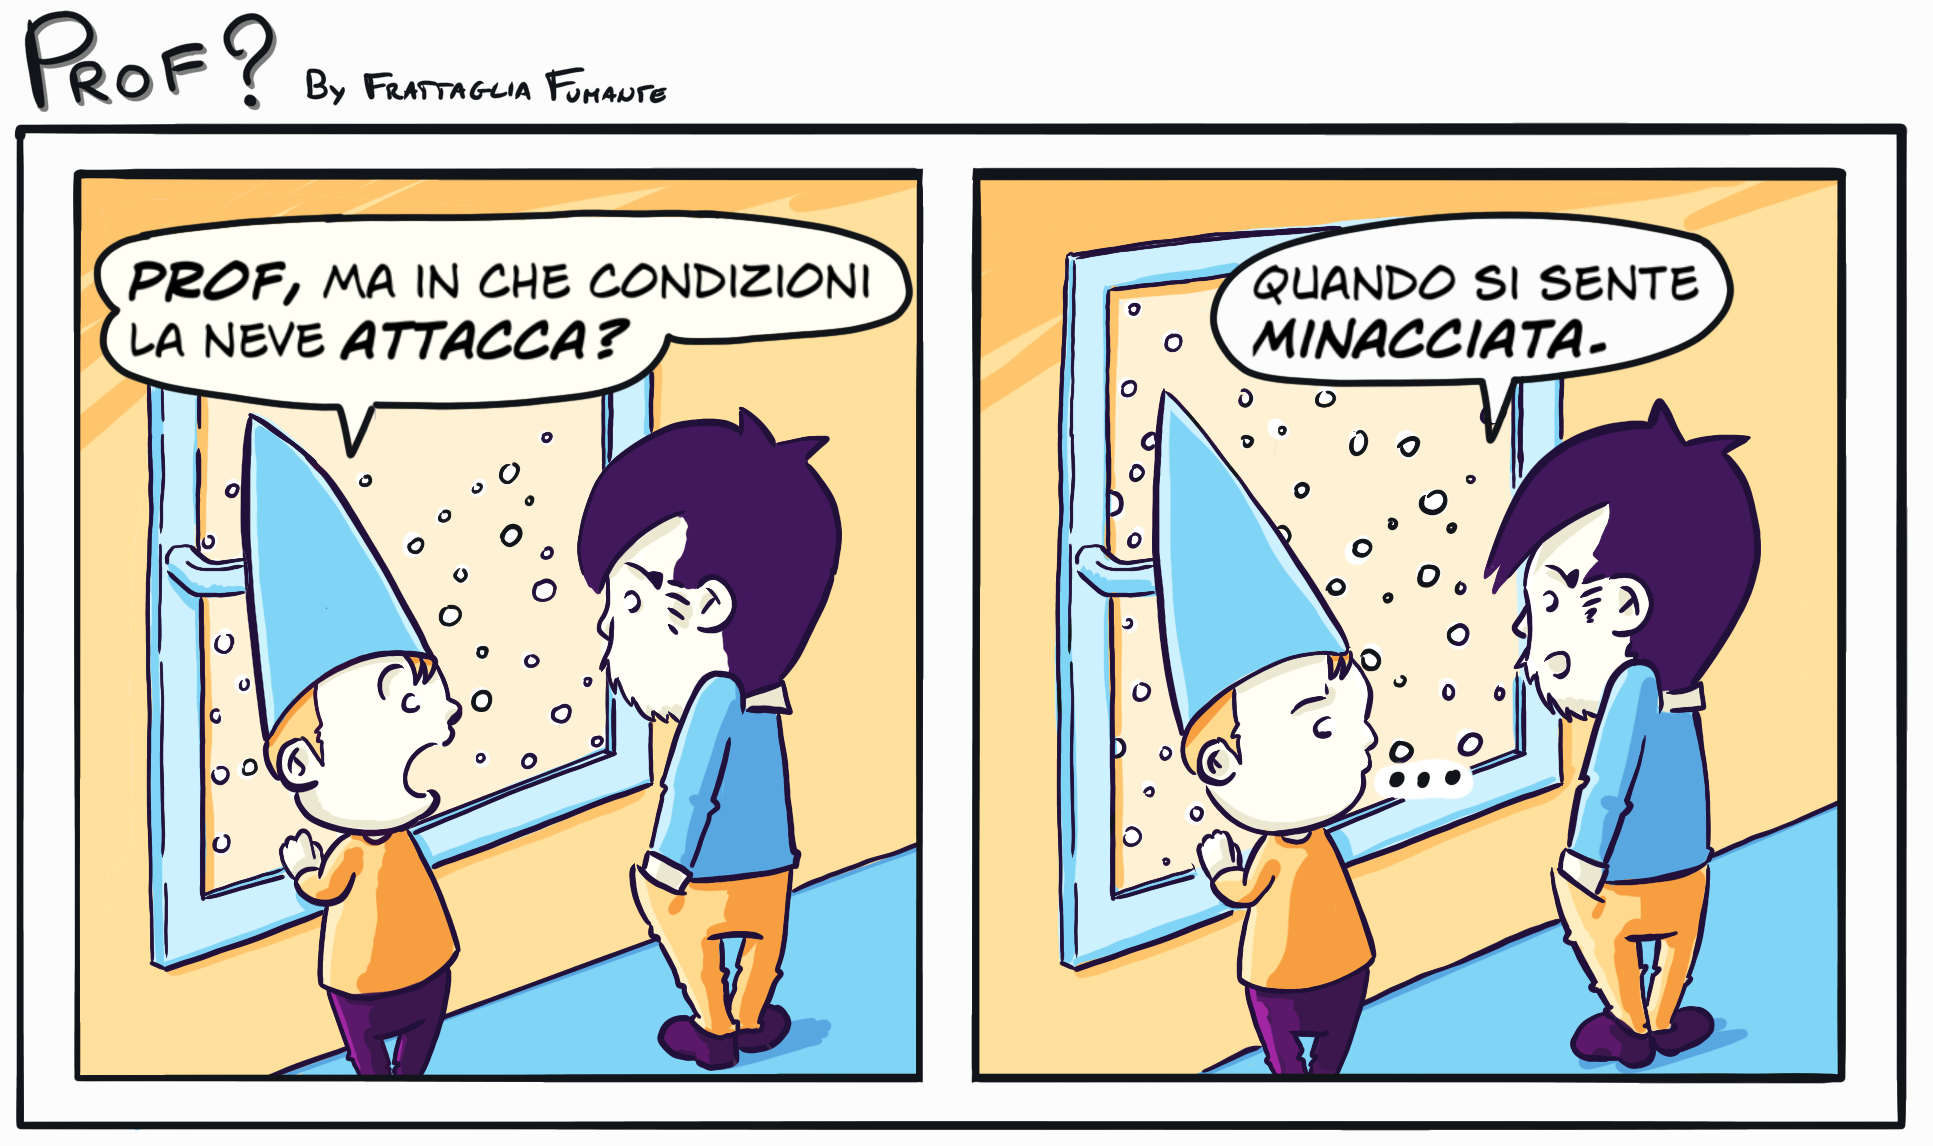 PROF?
BY FRATTAGLIA FUMANTE
PROF, MA IN CHE CONDIZIONI
LA NEVE ATTACCA?
QUANDO SI SENTE
MINACCIATA.
...